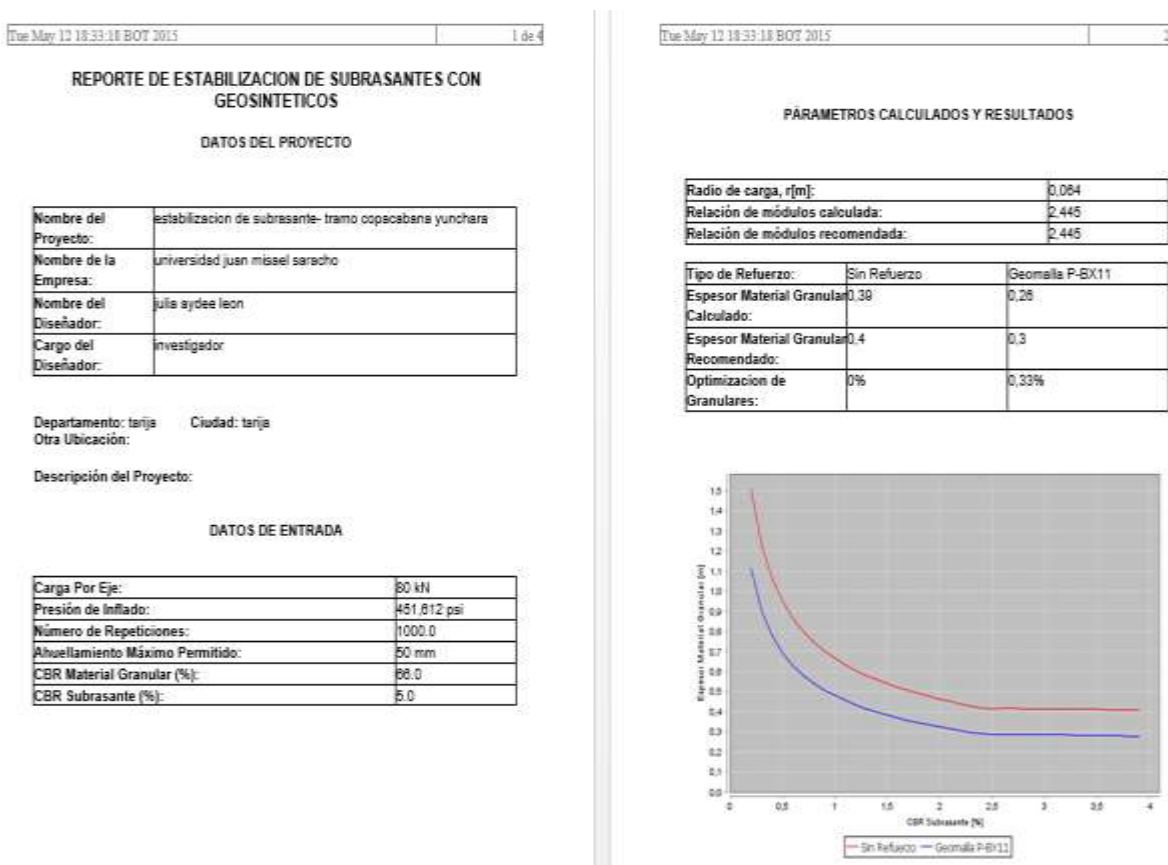 Tue May 12 18:33:18 BOT 2015 1 de 4
REPORTE DE ESTABILIZACION DE SUBRASANTES CON
GEOSINTETICOS
DATOS DEL PROYECTO
Nombre del Proyecto: estabilizacion de subrasante- tramo copacabana yunchara
Nombre de la Empresa: universidad juan misael saracho
Nombre del Diseñador: julia aydee leon
Cargo del Diseñador: investigador
Departamento: tarija Ciudad: tarija
Otra Ubicación:
Descripción del Proyecto:
DATOS DE ENTRADA
Carga Por Eje: 80 kN
Presión de Inflado: 451,612 psi
Número de Repeticiones: 1000.0
Ahuellamiento Máximo Permitido: 50 mm
CBR Material Granular (%): 66.0
CBR Subrasante (%): 5.0
Tue May 12 18:33:18 BOT 2015 2
PÁRAMETROS CALCULADOS Y RESULTADOS
Radio de carga, r[m]: 0,064
Relación de módulos calculada: 2,445
Relación de módulos recomendada: 2,445
Tipo de Refuerzo: Sin Refuerzo Geomalla P-BX11
Espesor Material Granular Calculado: 0,39 0,26
Espesor Material Granular Recomendado: 0,4 0,3
Optimizacion de Granulares: 0% 0,33%
Espesor Material Granular [m]
1,5
1,4
1,3
1,2
1,1
1,0
0,9
0,8
0,7
0,6
0,5
0,4
0,3
0,2
0,1
0,0
0 0,5 1 1,5 2 2,5 3 3,5 4
CBR Subrasante [%]
Sin Refuerzo Geomalla P-BX11